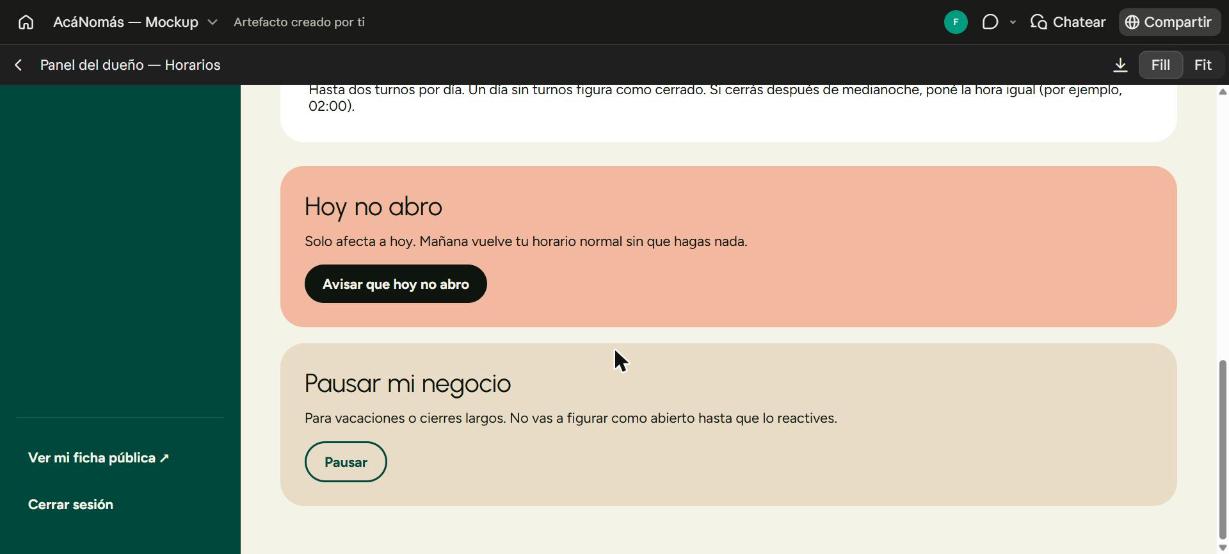 AcáNomás — Mockup
Artefacto creado por ti
F
Chatear
Compartir
Panel del dueño — Horarios
Fill
Fit
Hasta dos turnos por día. Un día sin turnos figura como cerrado. Si cerrás después de medianoche, poné la hora igual (por ejemplo,
02:00).
Hoy no abro
Solo afecta a hoy. Mañana vuelve tu horario normal sin que hagas nada.
Avisar que hoy no abro
Pausar mi negocio
Para vacaciones o cierres largos. No vas a figurar como abierto hasta que lo reactives.
Pausar
Ver mi ficha pública ↗
Cerrar sesión